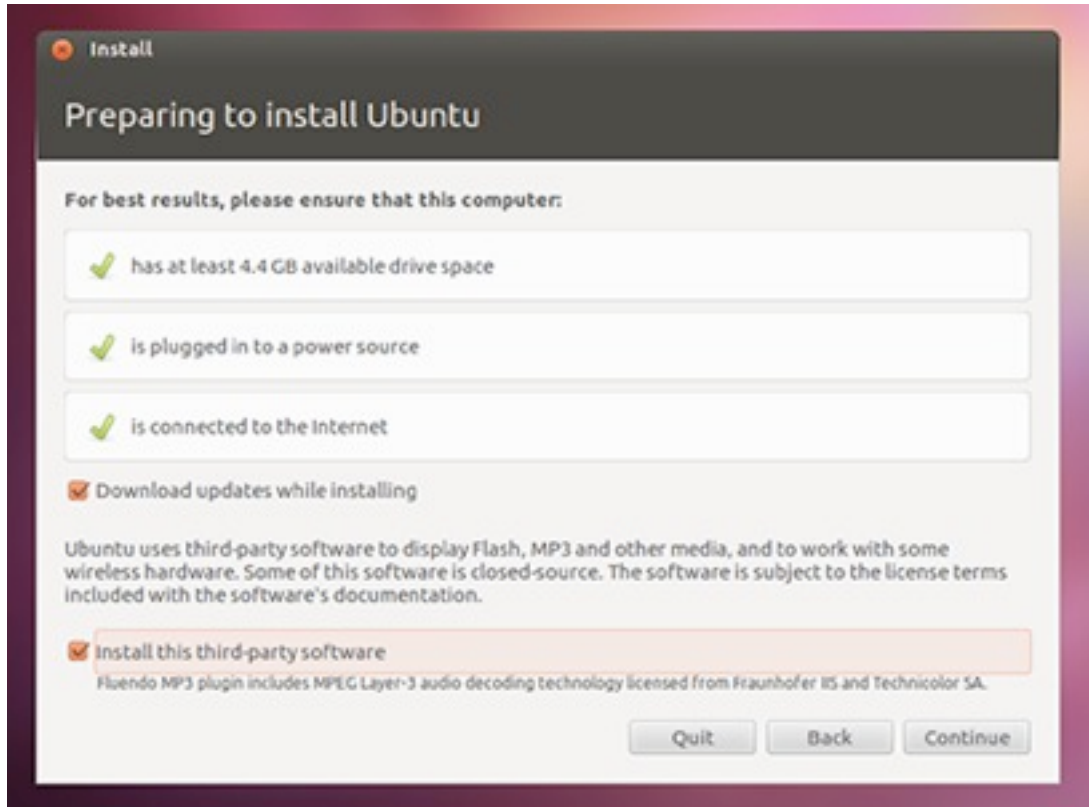 Install
Preparing to install Ubuntu
For best results, please ensure that this computer:
has at least 4.4 GB available drive space
is plugged in to a power source
is connected to the Internet
Download updates while installing
Ubuntu uses third-party software to display Flash, MP3 and other media, and to work with some
wireless hardware. Some of this software is closed-source. The software is subject to the license terms
included with the software's documentation.
Install this third-party software
Fluendo MP3 plugin includes MPEG Layer-3 audio decoding technology licensed from Fraunhofer IIS and Technicolor SA.
Quit Back Continue